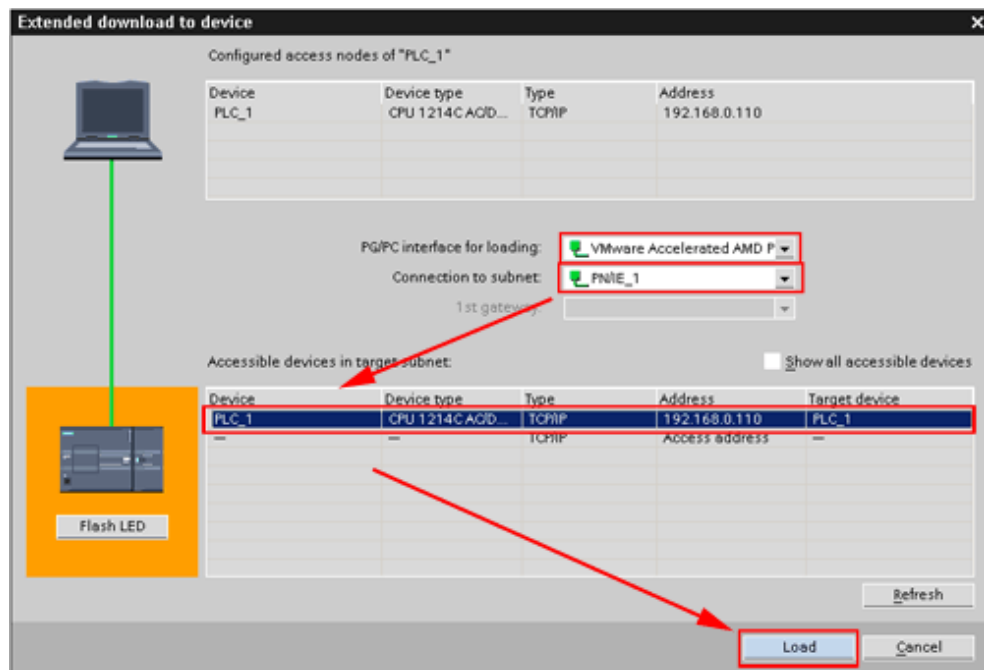 Extended download to device
Configured access nodes of "PLC_1"
Device Device type Type Address
PLC_1 CPU 1214C AC/D... TCP/IP 192.168.0.110
PG/PC interface for loading: VMware Accelerated AMD P
Connection to subnet: PN/IE_1
1st gateway:
Accessible devices in target subnet: Show all accessible devices
Device Device type Type Address Target device
PLC_1 CPU 1214C AC/D... TCP/IP 192.168.0.110 PLC_1
— — TCP/IP Access address —
Flash LED
Refresh
Load Cancel